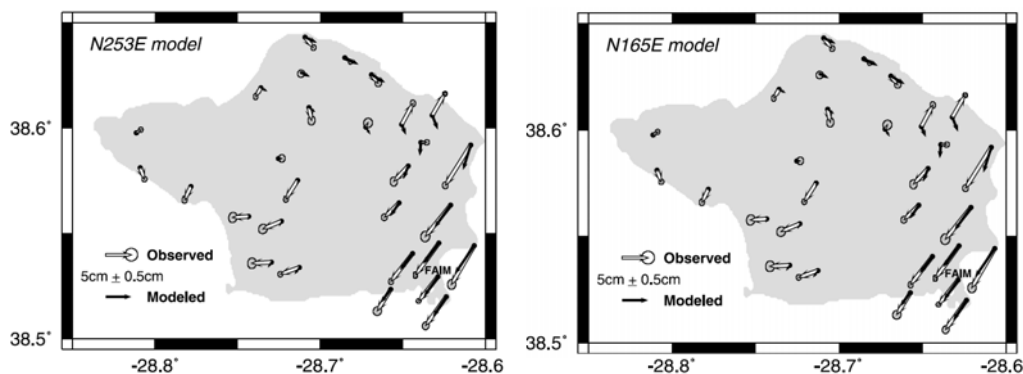 N253E model
38.6°
Observed
5cm ± 0.5cm
Modeled
FAIM
38.5°
-28.8°
-28.7°
-28.6°
N165E model
38.6°
Observed
5cm ± 0.5cm
Modeled
FAIM
38.5°
-28.8°
-28.7°
-28.6